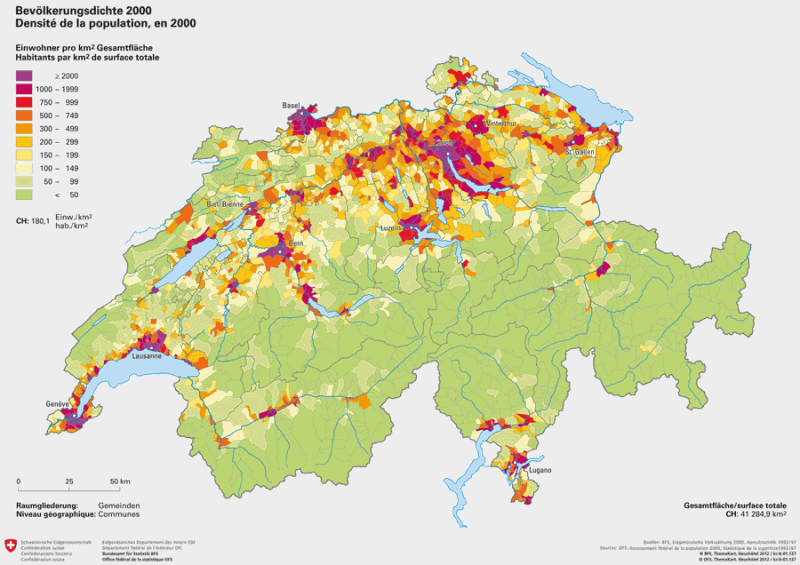 Bevölkerungsdichte 2000
Densité de la population, en 2000
Einwohner pro km² Gesamtfläche
Habitants par km² de surface totale
≥ 2000
1000 – 1999
750 – 999
500 – 749
300 – 499
200 – 299
150 – 199
100 – 149
50 – 99
< 50
CH: 180,1 Einw./km²
hab./km²
Basel
Winterthur
Zürich
St. Gallen
Biel/Bienne
Luzern
Bern
Lausanne
Genève
Lugano
0 25 50 km
Raumgliederung: Gemeinden
Niveau géographique: Communes
Gesamtfläche/surface totale
CH: 41 284,9 km²
Schweizerische Eidgenossenschaft
Confédération suisse
Confederazione Svizzera
Confederaziun svizra
Eidgenössisches Departement des Innern EDI
Département fédéral de l'intérieur DFI
Bundesamt für Statistik BFS
Office fédéral de la statistique OFS
Quellen: BFS, Eidgenössische Volkszählung 2000, Arealstatistik 1992/97
Sources: OFS, Recensement fédéral de la population 2000, Statistique de la superficie 1992/97
© BFS, ThemaKart, Neuchâtel 2012
© OFS, ThemaKart, Neuchâtel 2012